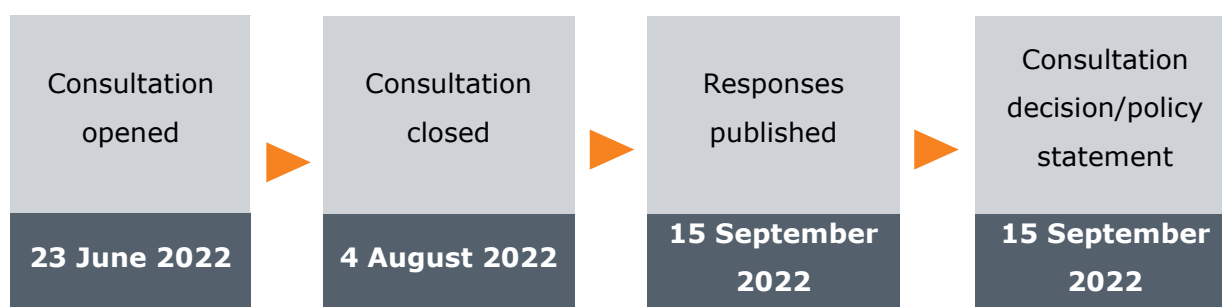 Consultation
opened
23 June 2022
Consultation
closed
4 August 2022
Responses
published
15 September
2022
Consultation
decision/policy
statement
15 September
2022